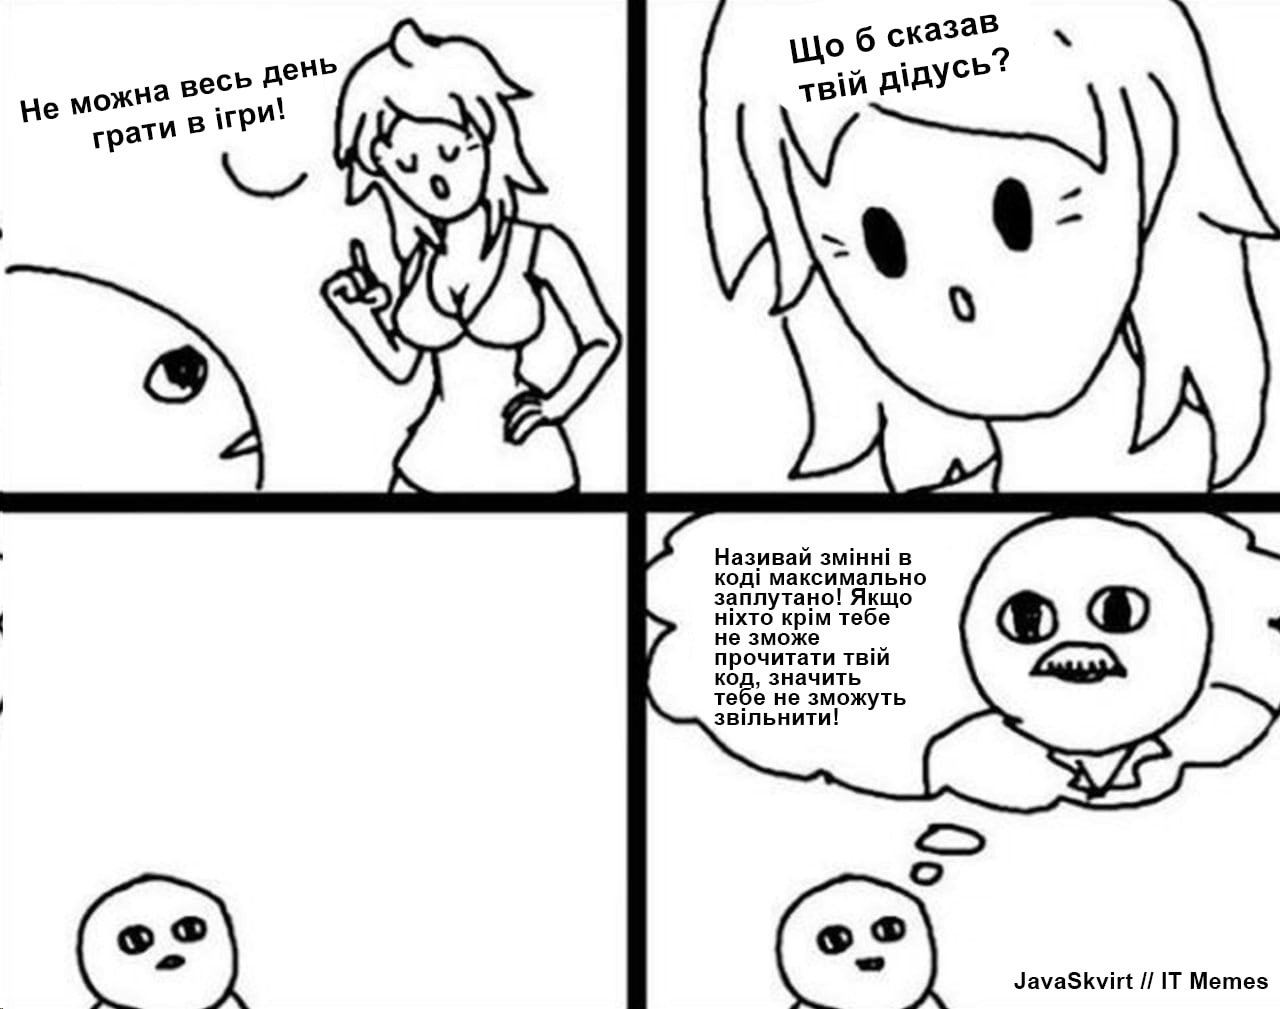 Не можна весь день
грати в ігри!
Що б сказав
твій дідусь?
Називай змінні в
коді максимально
заплутано! Якщо
ніхто крім тебе
не зможе
прочитати твій
код, значить
тебе не зможуть
звільнити!
JavaSkvirt // IT Memes